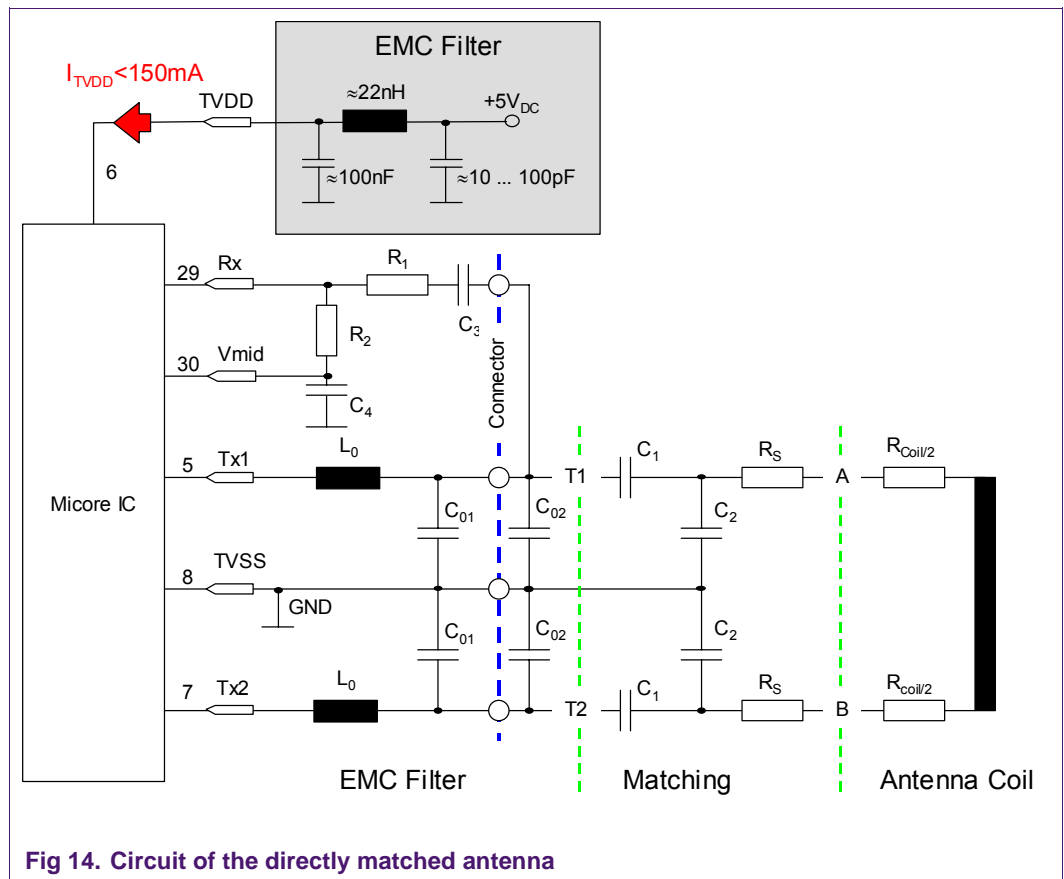 EMC Filter
I_TVDD<150mA
TVDD
≈22nH
+5V_DC
≈100nF
≈10 ... 100pF
6
29
Rx
R_1
C_3
R_2
30
Vmid
C_4
Connector
5
Tx1
L_0
T1
C_1
R_S
A
R_Coil/2
Micore IC
C_01
C_02
C_2
8
TVSS
GND
C_01
C_02
C_2
7
Tx2
L_0
T2
C_1
R_S
B
R_coil/2
EMC Filter
Matching
Antenna Coil
Fig 14. Circuit of the directly matched antenna